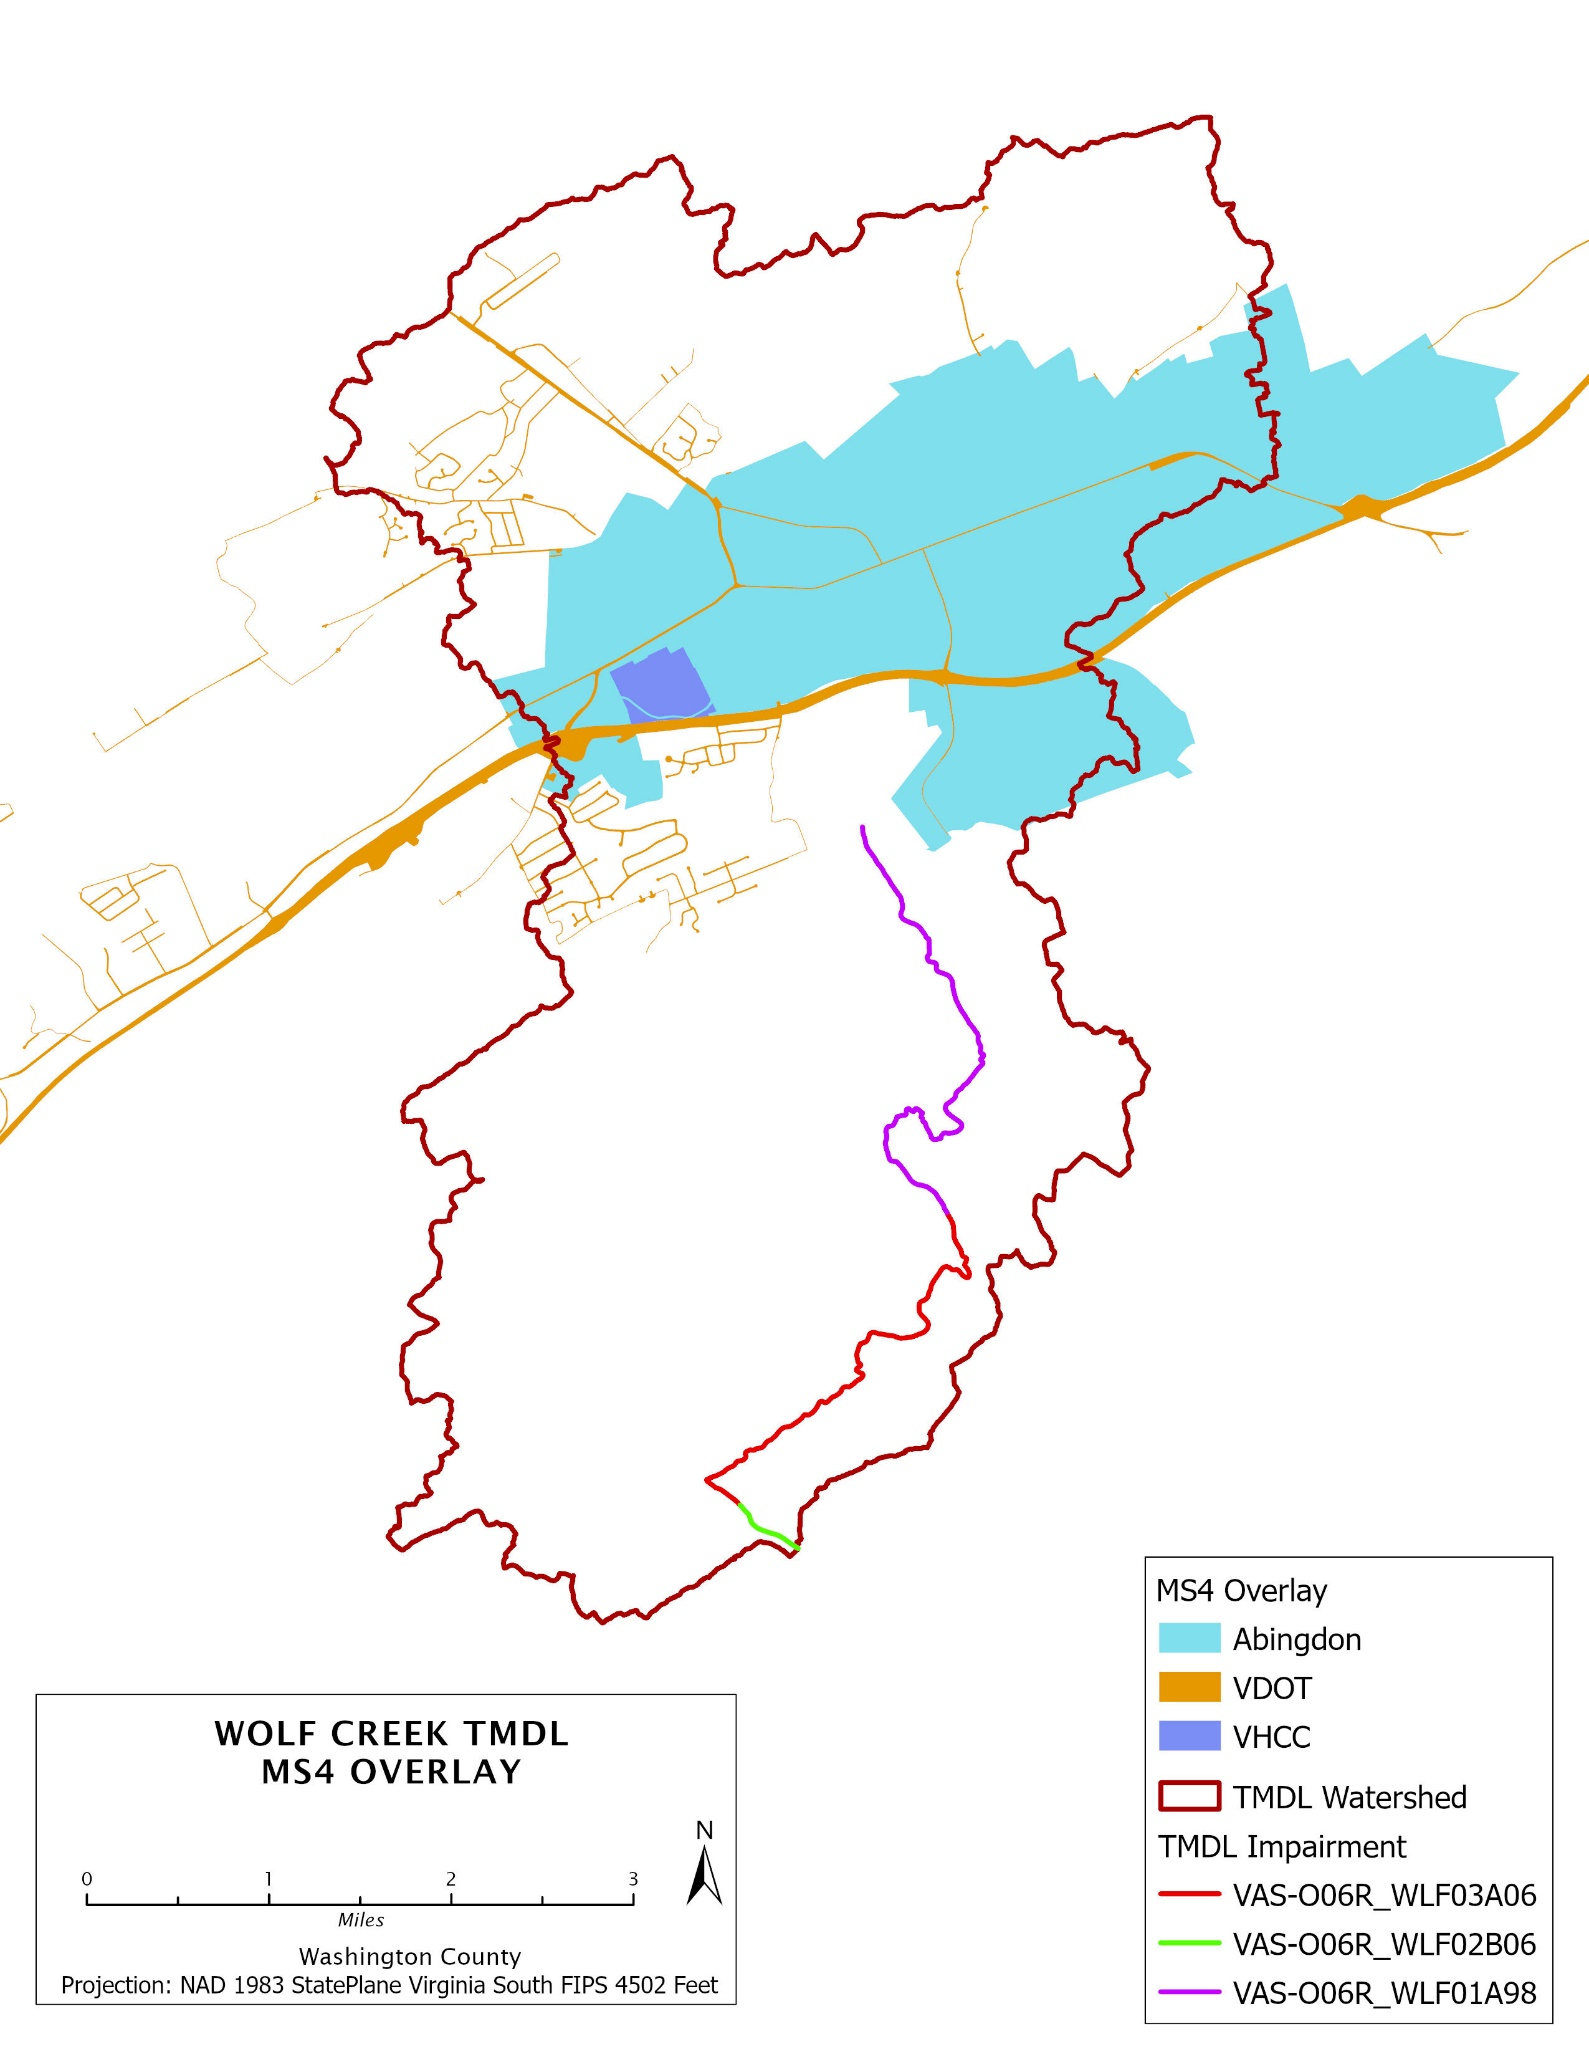 MS4 Overlay
Abingdon
VDOT
VHCC
TMDL Watershed
TMDL Impairment
VAS-O06R_WLF03A06
VAS-O06R_WLF02B06
VAS-O06R_WLF01A98
WOLF CREEK TMDL
MS4 OVERLAY
N
0 1 2 3
Miles
Washington County
Projection: NAD 1983 StatePlane Virginia South FIPS 4502 Feet